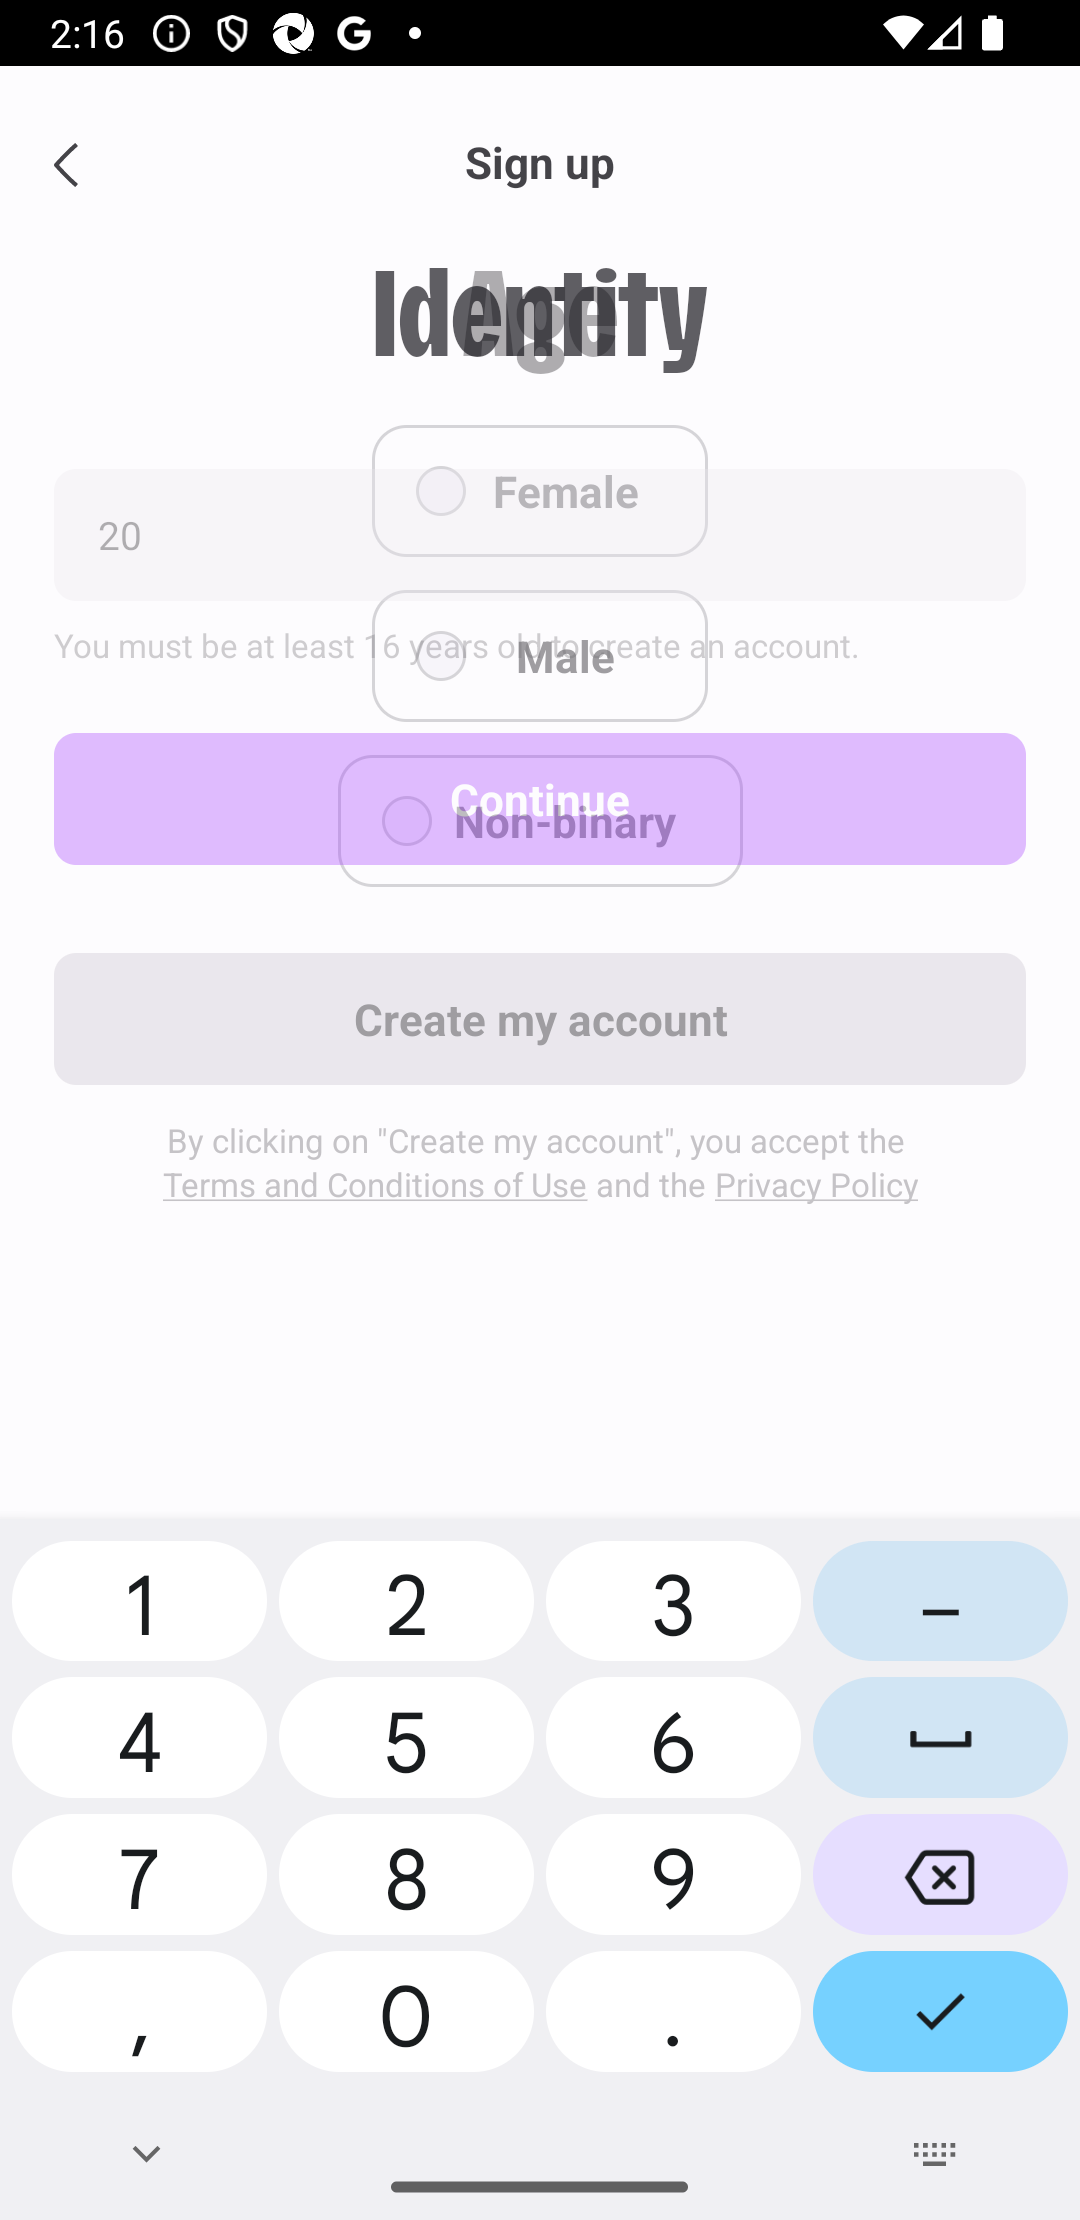 2:16
Sign up
Identity
Age
Female
20
You must be at least 16 years old to create an account.
Male
Continue
Non-binary
Create my account
By clicking on "Create my account", you accept the
Terms and Conditions of Use and the Privacy Policy
1 2 3 –
4 5 6
7 8 9
, 0 .